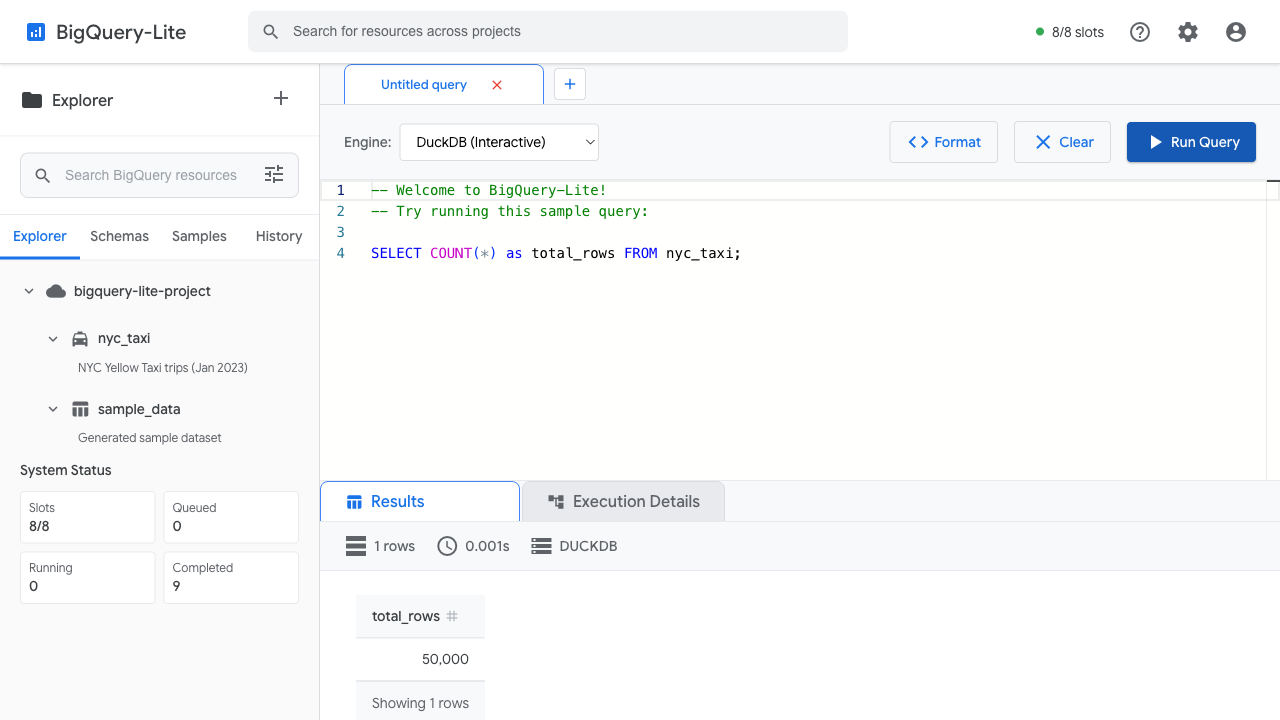 BigQuery-Lite
Search for resources across projects
8/8 slots
Explorer
Search BigQuery resources
Explorer Schemas Samples History
bigquery-lite-project
nyc_taxi
NYC Yellow Taxi trips (Jan 2023)
sample_data
Generated sample dataset
System Status
Slots
8/8
Queued
0
Running
0
Completed
9
Untitled query
Engine: DuckDB (Interactive)
Format
Clear
Run Query
1 -- Welcome to BigQuery-Lite!
2 -- Try running this sample query:
3
4 SELECT COUNT(*) as total_rows FROM nyc_taxi;
Results
Execution Details
1 rows
0.001s
DUCKDB
total_rows
50,000
Showing 1 rows